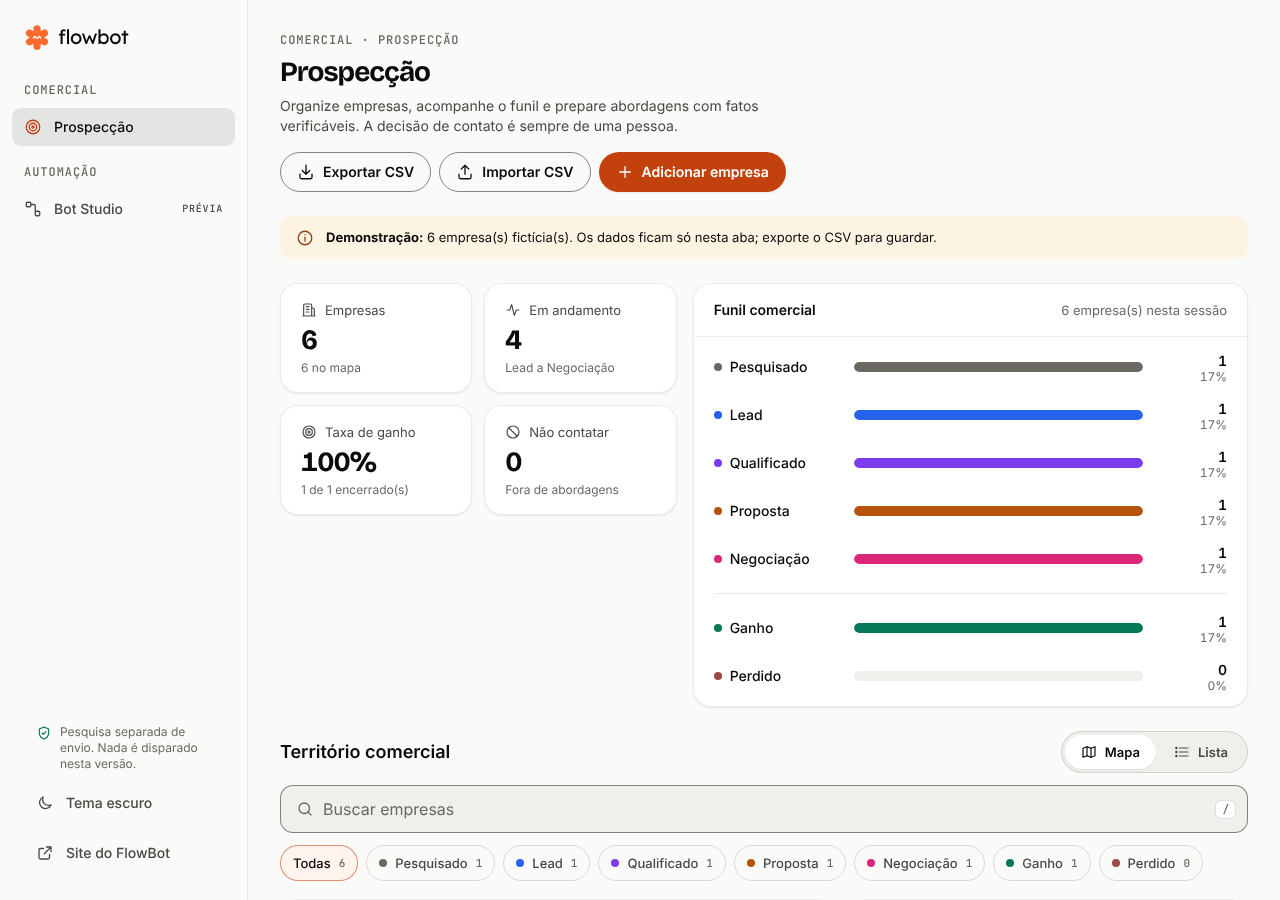 flowbot
COMERCIAL
Prospecção
AUTOMAÇÃO
Bot Studio PRÉVIA
Pesquisa separada de
envio. Nada é disparado
nesta versão.
Tema escuro
Site do FlowBot
COMERCIAL · PROSPECÇÃO
Prospecção
Organize empresas, acompanhe o funil e prepare abordagens com fatos
verificáveis. A decisão de contato é sempre de uma pessoa.
Exportar CSV Importar CSV Adicionar empresa
Demonstração: 6 empresa(s) fictícia(s). Os dados ficam só nesta aba; exporte o CSV para guardar.
Empresas
6
6 no mapa
Em andamento
4
Lead a Negociação
Taxa de ganho
100%
1 de 1 encerrado(s)
Não contatar
0
Fora de abordagens
Funil comercial 6 empresa(s) nesta sessão
Pesquisado 1
17%
Lead 1
17%
Qualificado 1
17%
Proposta 1
17%
Negociação 1
17%
Ganho 1
17%
Perdido 0
0%
Território comercial Mapa Lista
Buscar empresas /
Todas 6 Pesquisado 1 Lead 1 Qualificado 1 Proposta 1 Negociação 1 Ganho 1 Perdido 0